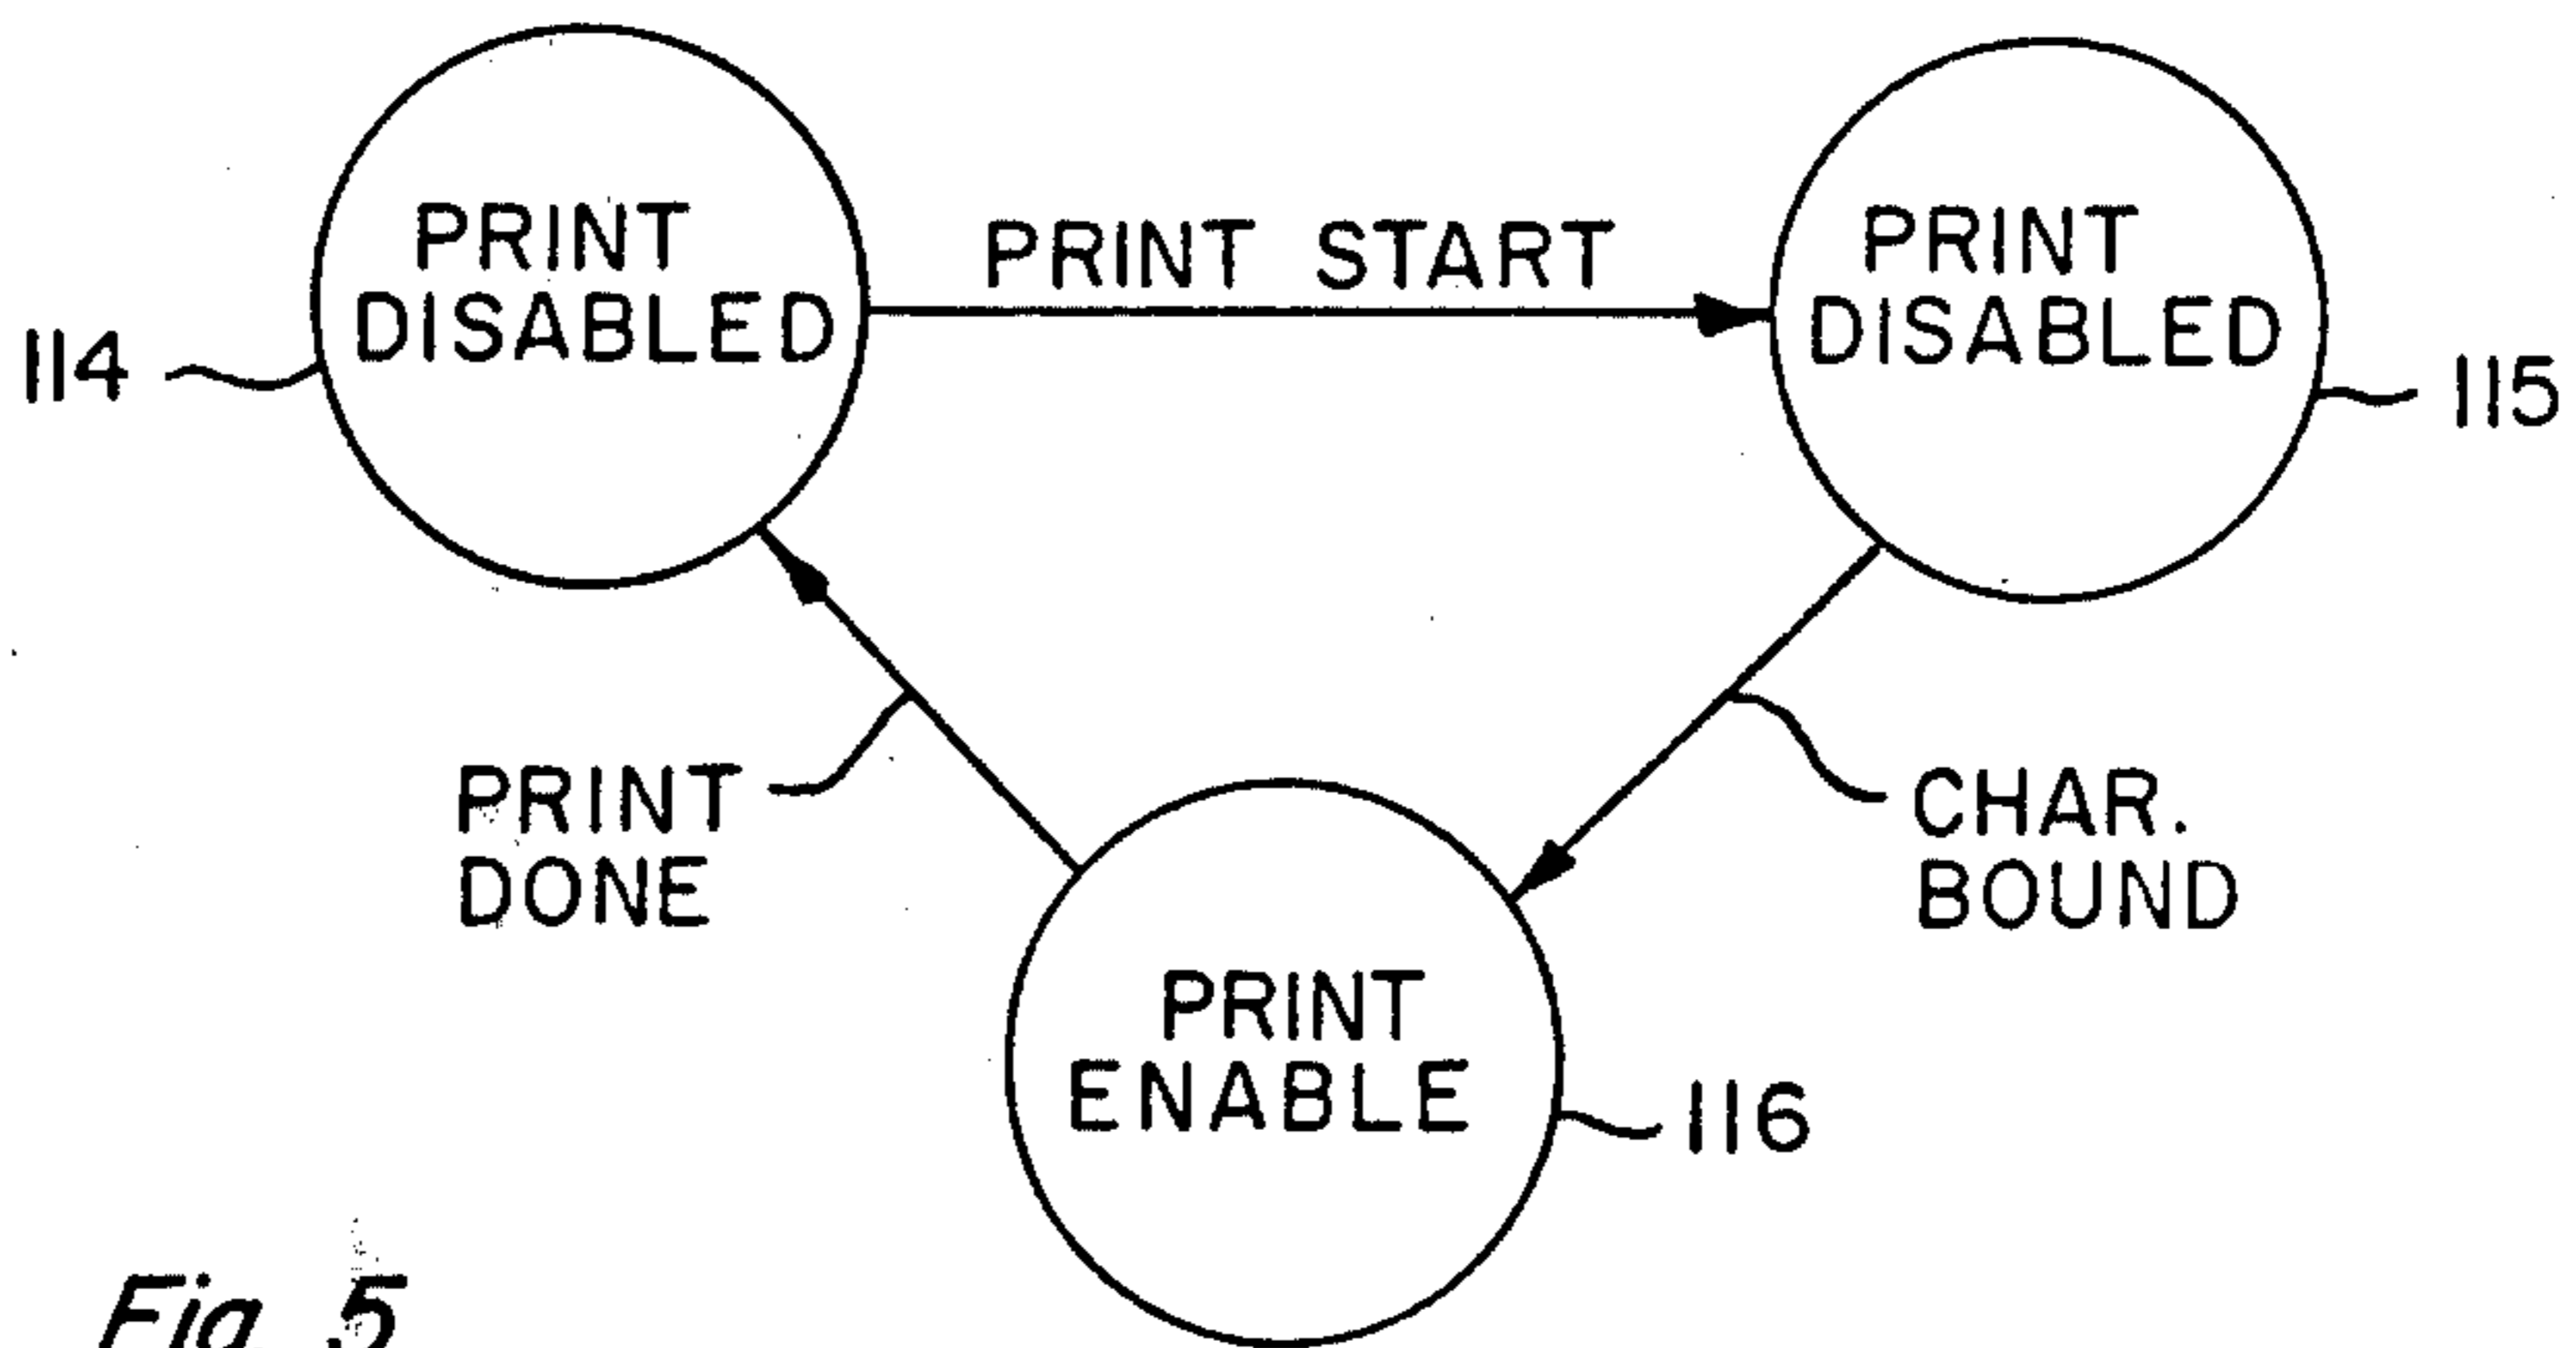 PRINT
DISABLED
114
PRINT START
PRINT
DISABLED
115
PRINT
DONE
CHAR.
BOUND
PRINT
ENABLE
116
Fig. 5